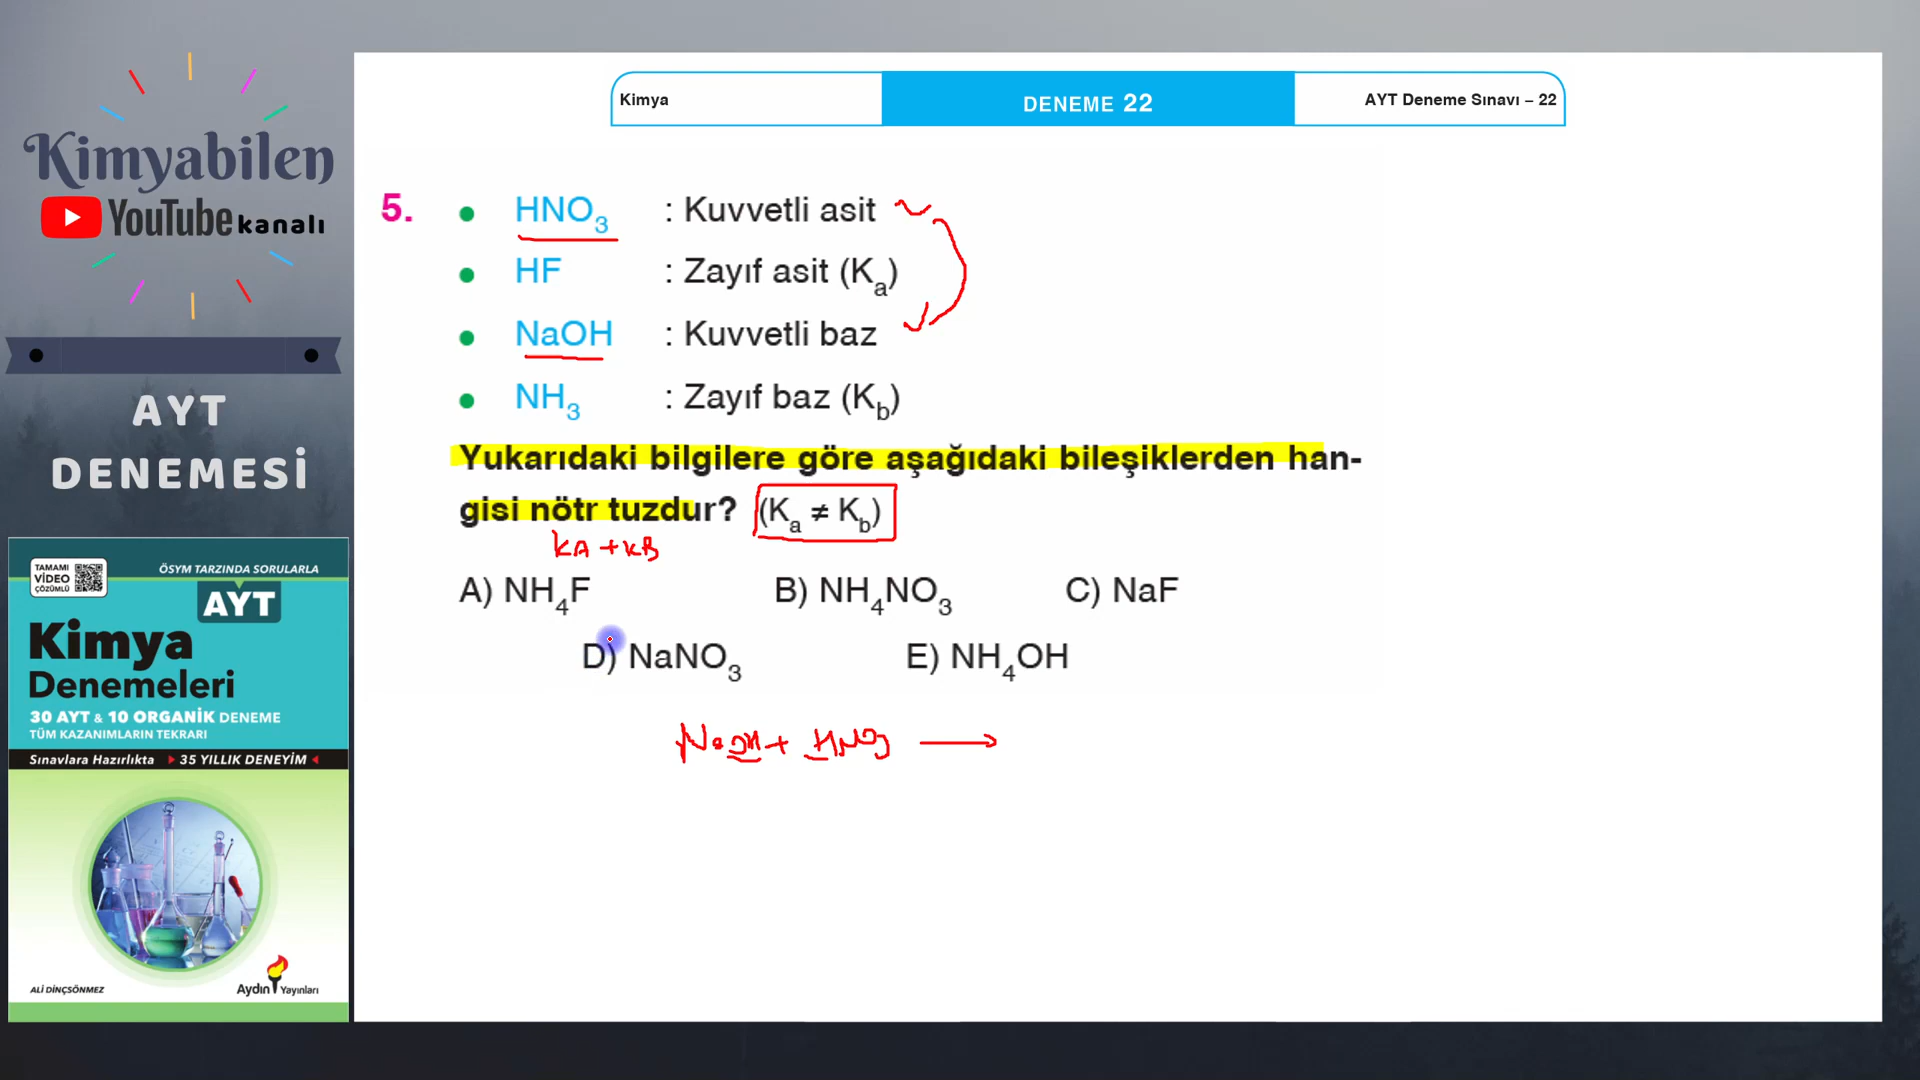 Kimyabilen
YouTube kanalı
AYT
DENEMESİ
TAMAMI
VİDEO
ÇÖZÜMLÜ
ÖSYM TARZINDA SORULARLA
AYT
Kimya
Denemeleri
30 AYT & 10 ORGANİK DENEME
TÜM KAZANIMLARIN TEKRARI
Sınavlara Hazırlıkta 35 YILLIK DENEYİM
ALİ DİNÇSÖNMEZ
Aydın Yayınları
Kimya DENEME 22 AYT Deneme Sınavı – 22
5. • HNO₃ : Kuvvetli asit
• HF : Zayıf asit (Kₐ)
• NaOH : Kuvvetli baz
• NH₃ : Zayıf baz (K_b)
Yukarıdaki bilgilere göre aşağıdaki bileşiklerden han-
gisi nötr tuzdur? (Kₐ ≠ K_b)
KA + KB
A) NH₄F B) NH₄NO₃ C) NaF
D) NaNO₃ E) NH₄OH
NaOH + HNO₃ →